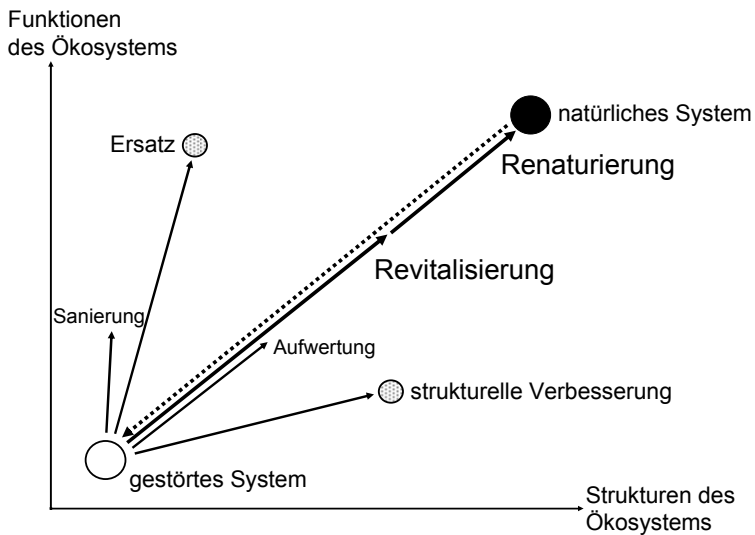 Funktionen
des Ökosystems
natürliches System
Ersatz
Renaturierung
Revitalisierung
Sanierung
Aufwertung
strukturelle Verbesserung
gestörtes System
Strukturen des
Ökosystems